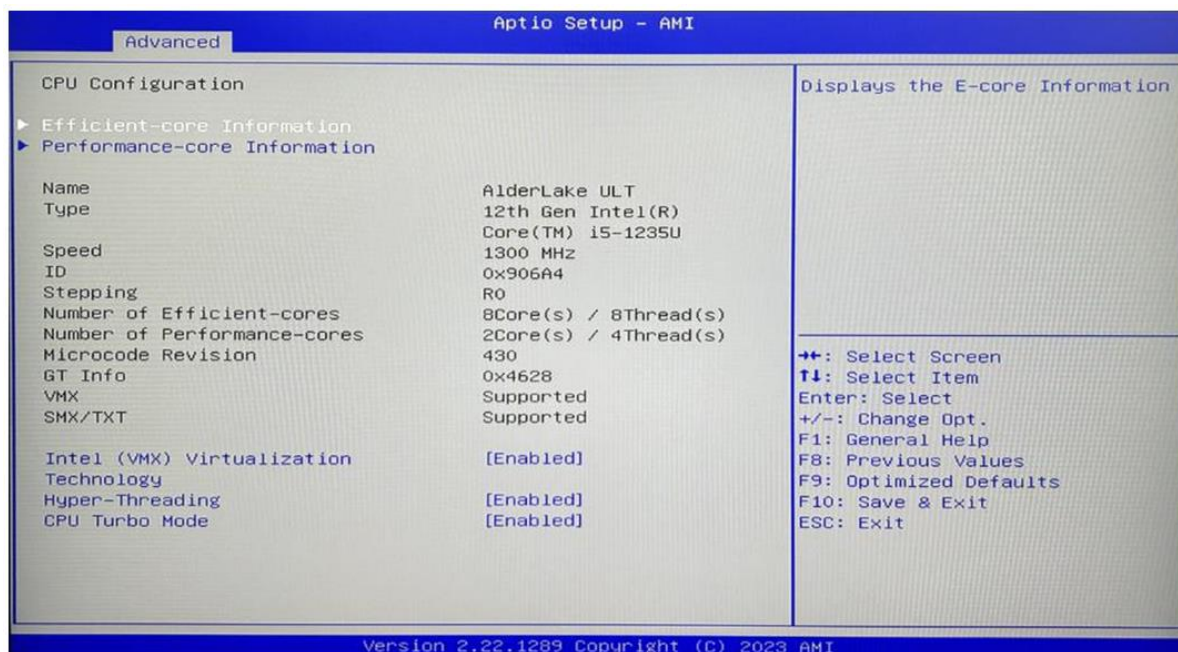 Aptio Setup - AMI
Advanced
CPU Configuration
Efficient-core Information
Performance-core Information
Name AlderLake ULT
Type 12th Gen Intel(R)
Core(TM) i5-1235U
Speed 1300 MHz
ID 0x906A4
Stepping R0
Number of Efficient-cores 8Core(s) / 8Thread(s)
Number of Performance-cores 2Core(s) / 4Thread(s)
Microcode Revision 430
GT Info 0x4628
VMX Supported
SMX/TXT Supported
Intel (VMX) Virtualization [Enabled]
Technology
Hyper-Threading [Enabled]
CPU Turbo Mode [Enabled]
Displays the E-core Information
→←: Select Screen
↑↓: Select Item
Enter: Select
+/-: Change Opt.
F1: General Help
F8: Previous Values
F9: Optimized Defaults
F10: Save & Exit
ESC: Exit
Version 2.22.1289 Copyright (C) 2023 AMI